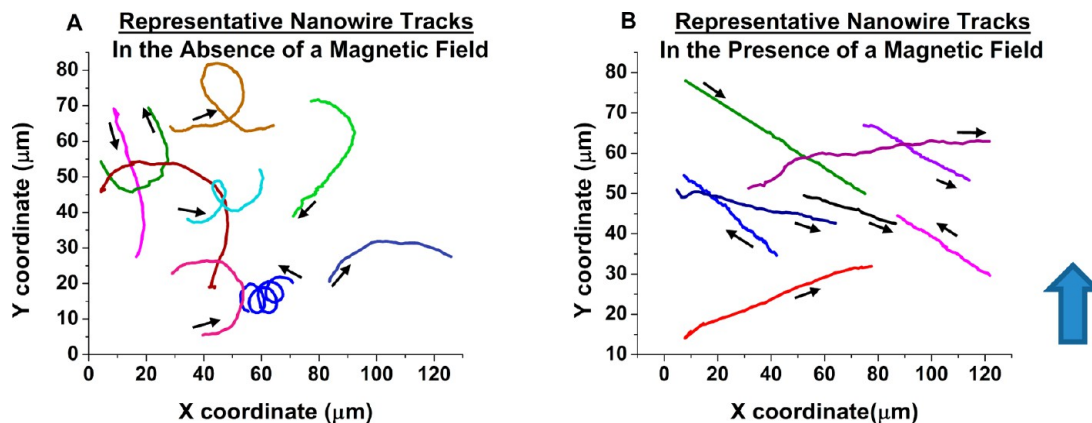 A
Representative Nanowire Tracks
In the Absence of a Magnetic Field
80
70
60
50
40
30
20
10
0
Y coordinate (μm)
0 20 40 60 80 100 120
X coordinate (μm)
B
Representative Nanowire Tracks
In the Presence of a Magnetic Field
80
70
60
50
40
30
20
10
Y coordinate (μm)
0 20 40 60 80 100 120
X coordinate(μm)